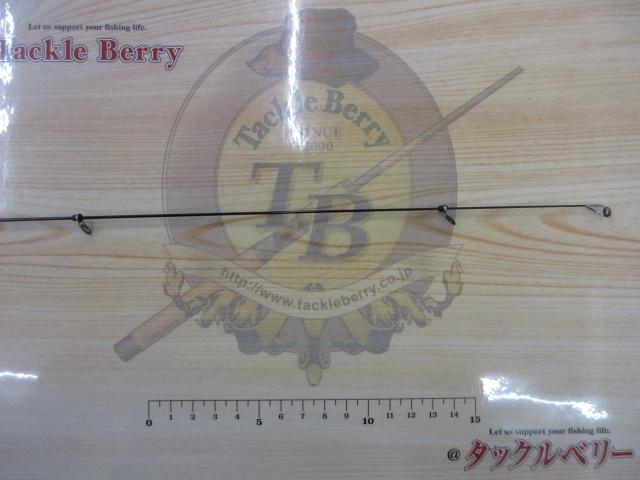 Let us support your fishing life.
Tackle Berry
Tackle Berry
SINCE
2000
TB
http://www.tackleberry.co.jp
0 1 2 3 4 5 6 7 8 9 10 11 12 13 14 15
Let us support your fishing life.
@タックルベリー